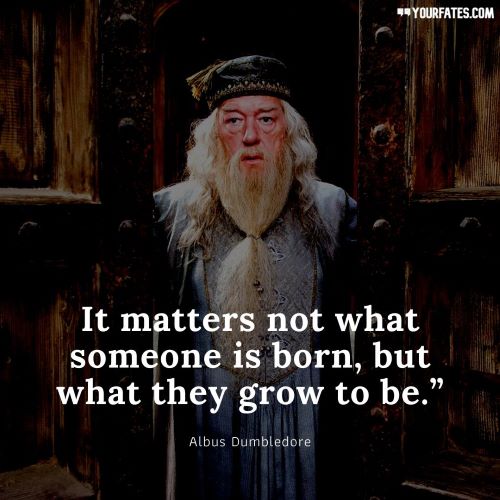 ❞YOURFATES.COM
It matters not what
someone is born, but
what they grow to be.”
Albus Dumbledore